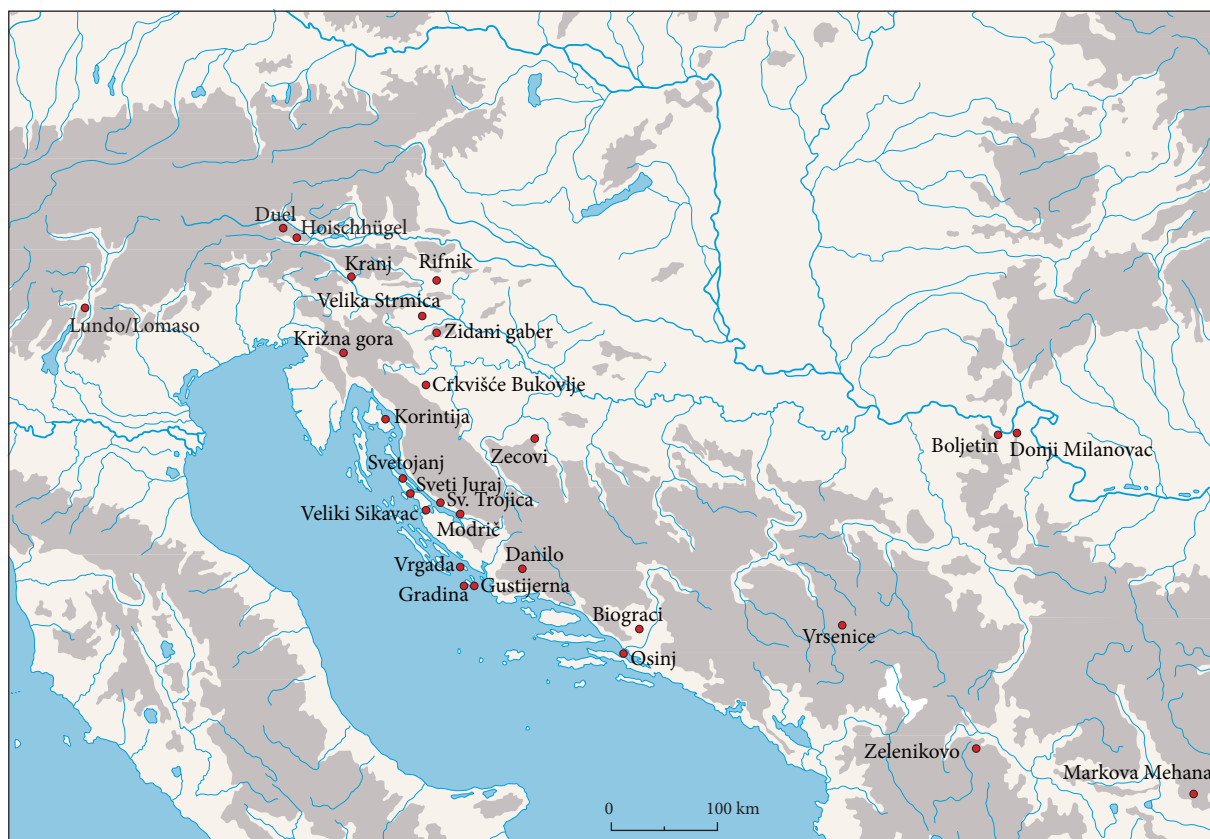 Duel
Hoischhügel
Kranj
Rifnik
Velika Strmica
Lundo/Lomaso
Križna gora
Zidani gaber
Crkvišće Bukovlje
Korintija
Zecovi
Boljetin
Donji Milanovac
Svetojanj
Sveti Juraj
Sv. Trojica
Veliki Sikavac
Modrič
Danilo
Vrgada
Gradina
Gustijerna
Biograci
Vrsenice
Osinj
Zelenikovo
Markova Mehana
0 100 km